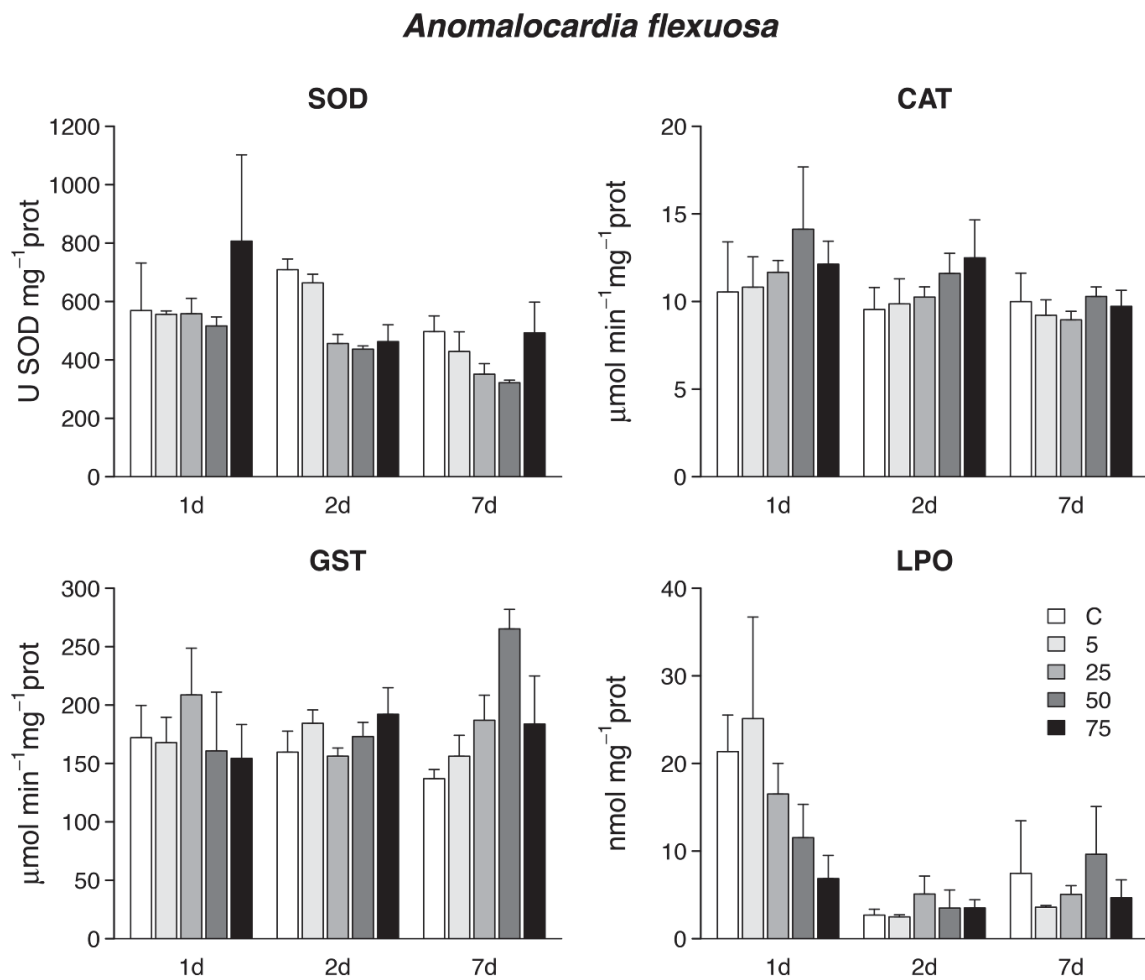 Anomalocardia flexuosa
SOD
U SOD mg⁻¹prot
1200
1000
800
600
400
200
0
1d 2d 7d
CAT
μmol min⁻¹mg⁻¹prot
20
15
10
5
0
1d 2d 7d
GST
μmol min⁻¹mg⁻¹prot
300
250
200
150
100
50
0
1d 2d 7d
LPO
nmol mg⁻¹prot
40
30
20
10
0
C
5
25
50
75
1d 2d 7d